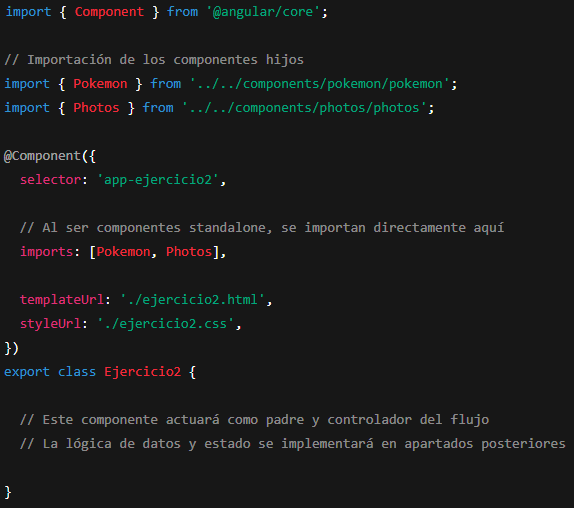 import { Component } from '@angular/core';
// Importación de los componentes hijos
import { Pokemon } from '../../components/pokemon/pokemon';
import { Photos } from '../../components/photos/photos';
@Component({
selector: 'app-ejercicio2',
// Al ser componentes standalone, se importan directamente aquí
imports: [Pokemon, Photos],
templateUrl: './ejercicio2.html',
styleUrl: './ejercicio2.css',
})
export class Ejercicio2 {
// Este componente actuará como padre y controlador del flujo
// La lógica de datos y estado se implementará en apartados posteriores
}